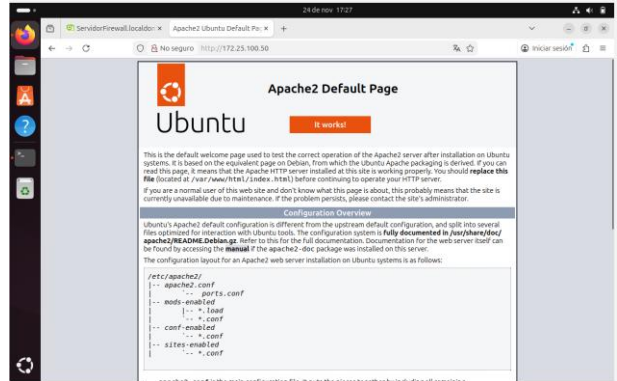 24 de nov 17:27
ServidorFirewall.localdor × Apache2 Ubuntu Default Pa × +
No seguro http://172.25.100.50 Iniciar sesión
Apache2 Default Page
Ubuntu
It works!
This is the default welcome page used to test the correct operation of the Apache2 server after installation on Ubuntu
systems. It is based on the equivalent page on Debian, from which the Ubuntu Apache packaging is derived. If you can
read this page, it means that the Apache HTTP server installed at this site is working properly. You should replace this
file (located at /var/www/html/index.html) before continuing to operate your HTTP server.
If you are a normal user of this web site and don't know what this page is about, this probably means that the site is
currently unavailable due to maintenance. If the problem persists, please contact the site's administrator.
Configuration Overview
Ubuntu's Apache2 default configuration is different from the upstream default configuration, and split into several
files optimized for interaction with Ubuntu tools. The configuration system is fully documented in /usr/share/doc/
apache2/README.Debian.gz. Refer to this for the full documentation. Documentation for the web server itself can
be found by accessing the manual if the apache2-doc package was installed on this server.
The configuration layout for an Apache2 web server installation on Ubuntu systems is as follows:
/etc/apache2/
|-- apache2.conf
| `-- ports.conf
|-- mods-enabled
| |-- *.load
| `-- *.conf
|-- conf-enabled
| `-- *.conf
|-- sites-enabled
| `-- *.conf